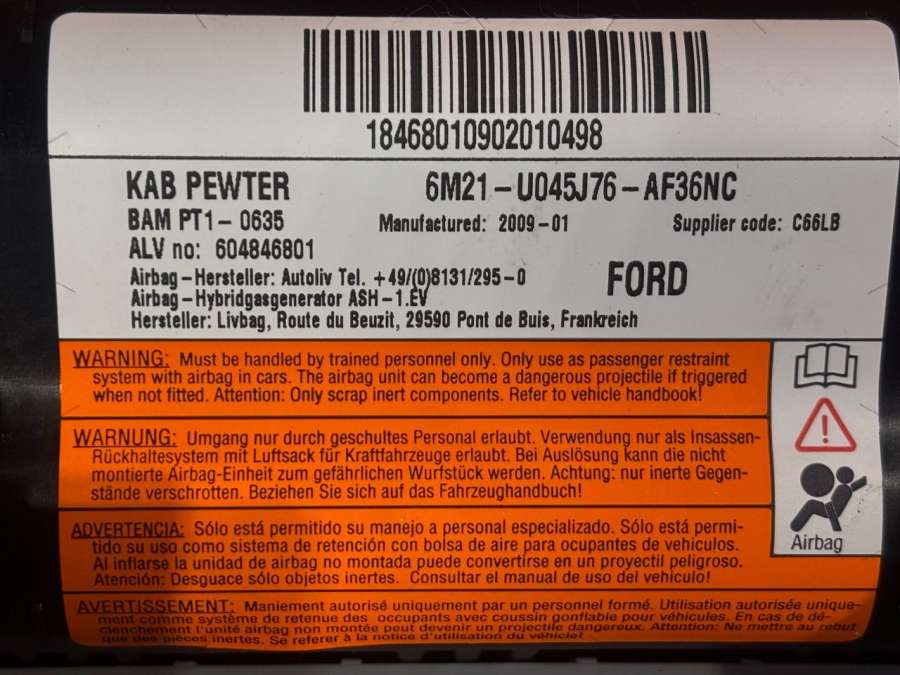 18468010902010498
KAB PEWTER 6M21-U045J76-AF36NC
BAM PT1-0635 Manufactured: 2009-01 Supplier code: C66LB
ALV no: 604846801
Airbag-Hersteller: Autoliv Tel. +49/(0)8131/295-0
Airbag-Hybridgasgenerator ASH-1.EV
Hersteller: Livbag, Route du Beuzit, 29590 Pont de Buis, Frankreich
FORD
WARNING: Must be handled by trained personnel only. Only use as passenger restraint
system with airbag in cars. The airbag unit can become a dangerous projectile if triggered
when not fitted. Attention: Only scrap inert components. Refer to vehicle handbook!
WARNUNG: Umgang nur durch geschultes Personal erlaubt. Verwendung nur als Insassen-
Rückhaltesystem mit Luftsack für Kraftfahrzeuge erlaubt. Bei Auslösung kann die nicht
montierte Airbag-Einheit zum gefährlichen Wurfstück werden. Achtung: nur inerte Gegen-
stände verschrotten. Beziehen Sie sich auf das Fahrzeughandbuch!
ADVERTENCIA: Sólo está permitido su manejo a personal especializado. Sólo está permi-
tido su uso como sistema de retención con bolsa de aire para ocupantes de vehículos.
Al inflarse la unidad de airbag no montada puede convertirse en un proyectil peligroso.
Atención: Desguace sólo objetos inertes. Consultar el manual de uso del vehículo!
AVERTISSEMENT: Maniement autorisé uniquement par un personnel formé. Utilisation autorisée unique-
ment comme système de retenue des occupants avec coussin gonflable pour véhicules. En cas de dé-
clenchement l'unité airbag non montée peut devenir un projectile dangereux. Attention: Ne mettre au rebut
que des pièces inertes. Se referer à la notice d'utilisation du véhicle!
Airbag